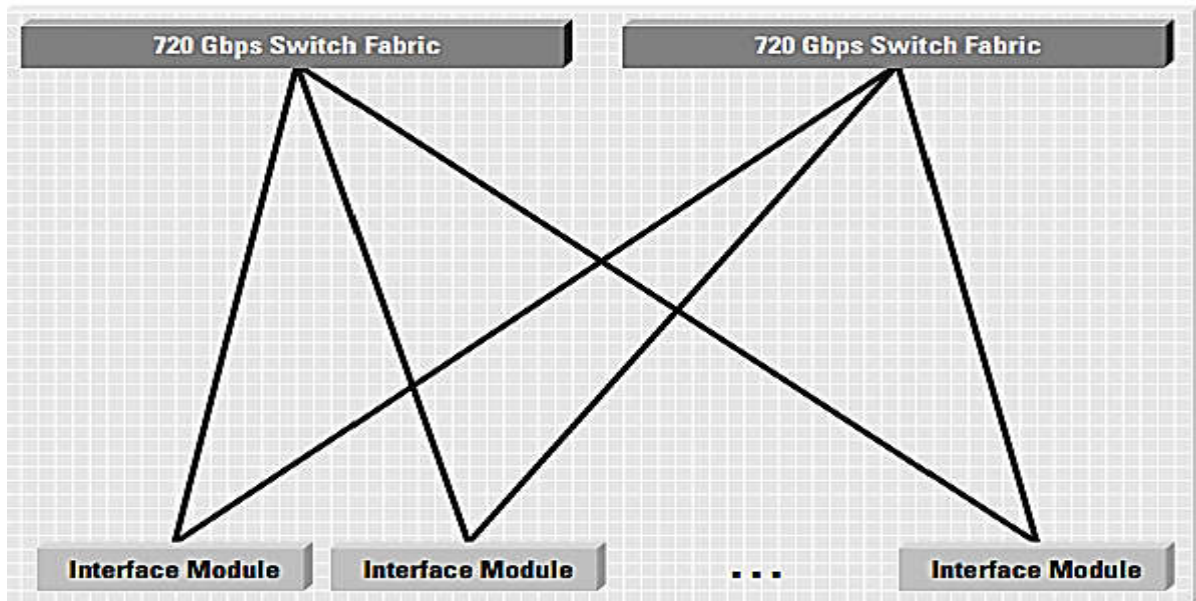 720 Gbps Switch Fabric 720 Gbps Switch Fabric
Interface Module Interface Module ... Interface Module